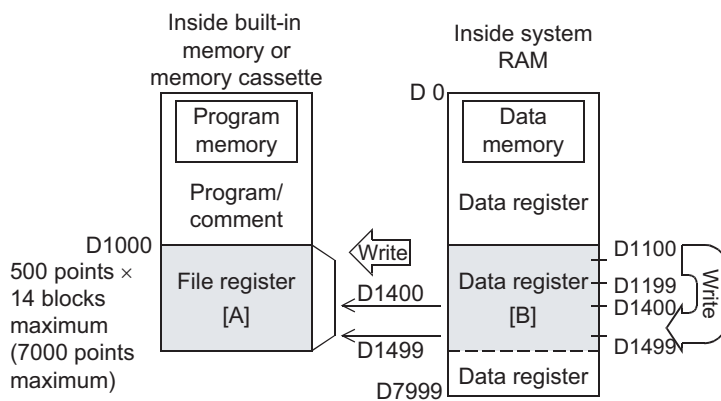 Inside built-in
memory or
memory cassette
Program
memory
Program/
comment
D1000
500 points ×
14 blocks
maximum
(7000 points
maximum)
File register
[A]
Write
D1400
D1499
Inside system
RAM
D 0
Data
memory
Data register
Data register
[B]
D1100
D1199
D1400
D1499
Write
Data register
D7999